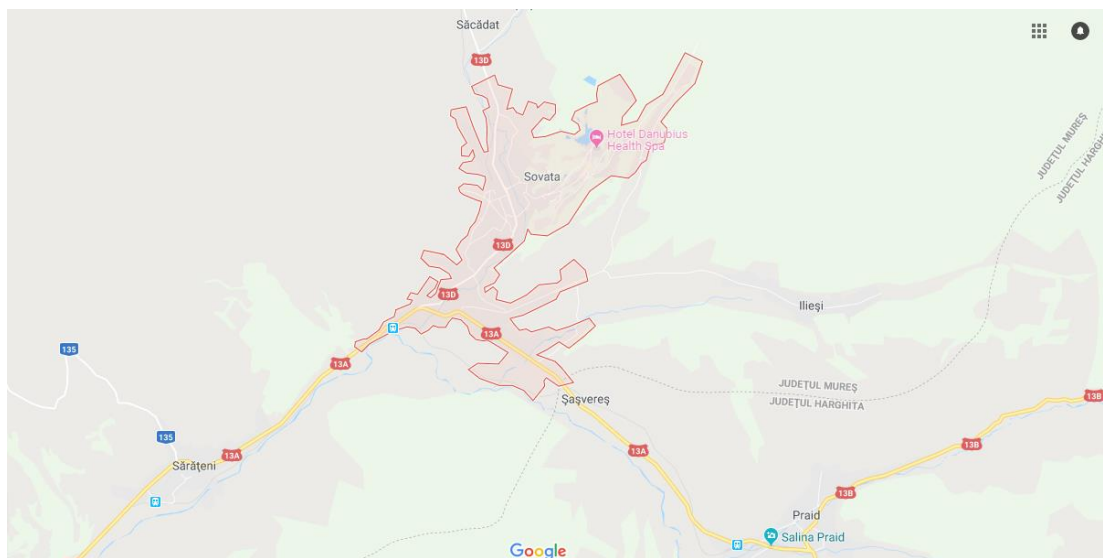 Săcădat
13D
Hotel Danubius
Health Spa
Sovata
JUDEȚUL MUREȘ
JUDEȚUL HARGHITA
13D
13D
Ilieși
13A
135
13A
JUDEȚUL MUREȘ
JUDEȚUL HARGHITA
13B
Șașvereș
135
13A
13A
13B
Sărățeni
13B
Praid
Salina Praid
Google